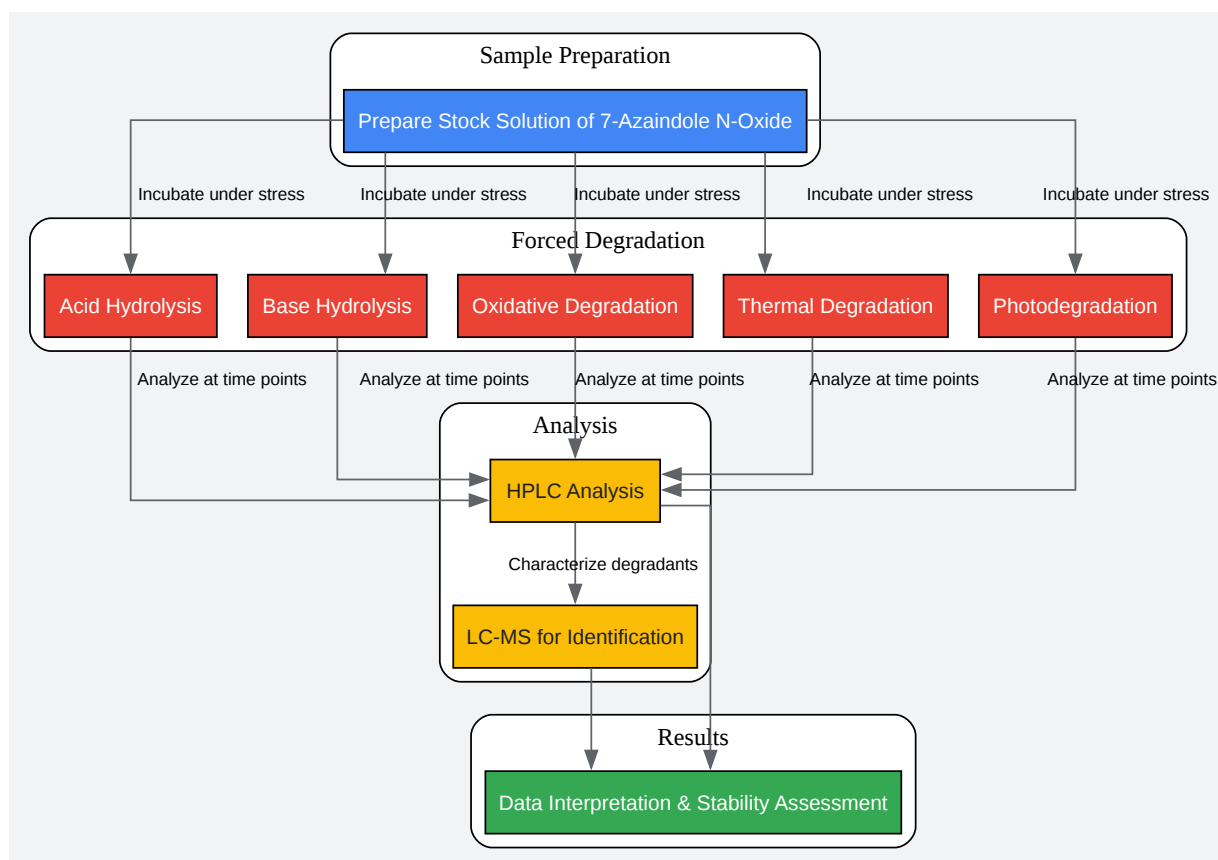 Sample Preparation
Prepare Stock Solution of 7-Azaindole N-Oxide
Incubate under stress
Incubate under stress
Incubate under stress
Incubate under stress
Incubate under stress
Forced Degradation
Acid Hydrolysis
Base Hydrolysis
Oxidative Degradation
Thermal Degradation
Photodegradation
Analyze at time points
Analyze at time points
Analyze at time points
Analyze at time points
Analyze at time points
Analysis
HPLC Analysis
Characterize degradants
LC-MS for Identification
Results
Data Interpretation & Stability Assessment